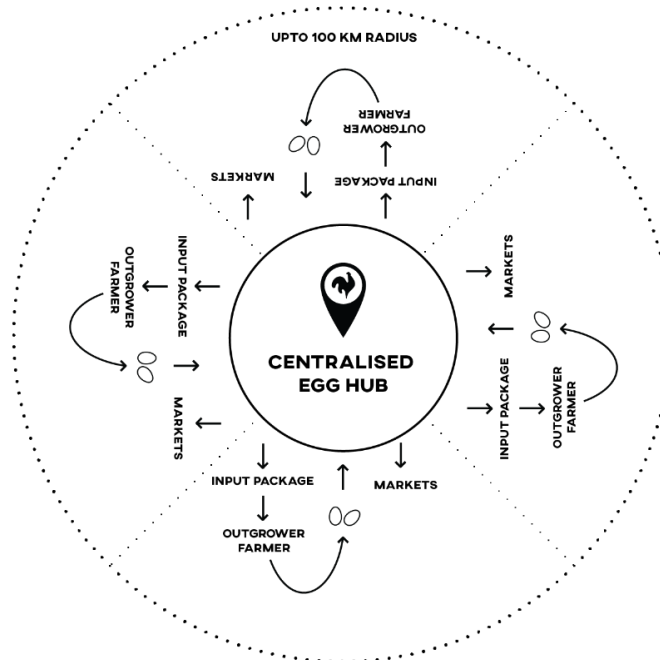 UPTO 100 KM RADIUS
OUTGROWER
FARMER
INPUT PACKAGE
MARKETS
INPUT PACKAGE
OUTGROWER
FARMER
MARKETS
CENTRALISED
EGG HUB
MARKETS
INPUT PACKAGE
OUTGROWER
FARMER
INPUT PACKAGE
OUTGROWER
FARMER
MARKETS